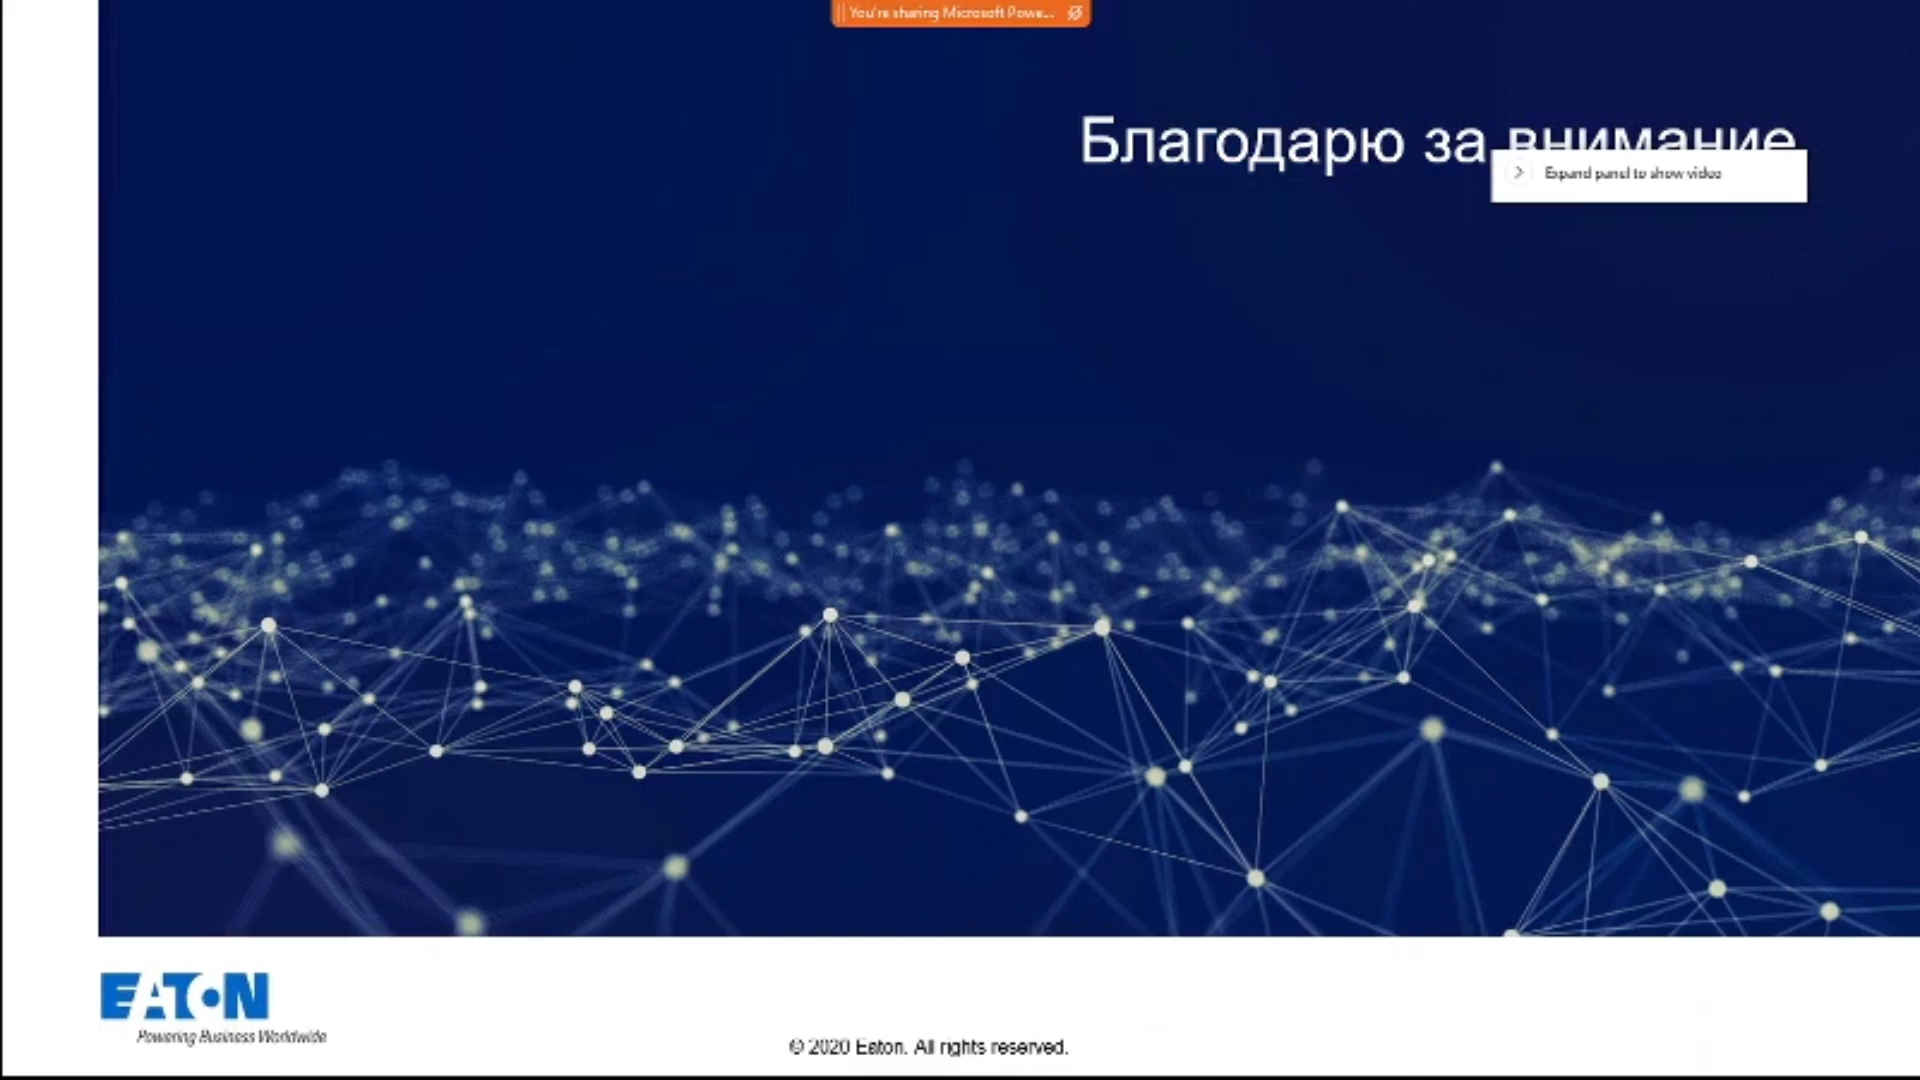 You're sharing Microsoft Powe...
Благодарю за внимание
Expand panel to show video
EATON
Powering Business Worldwide
© 2020 Eaton. All rights reserved.